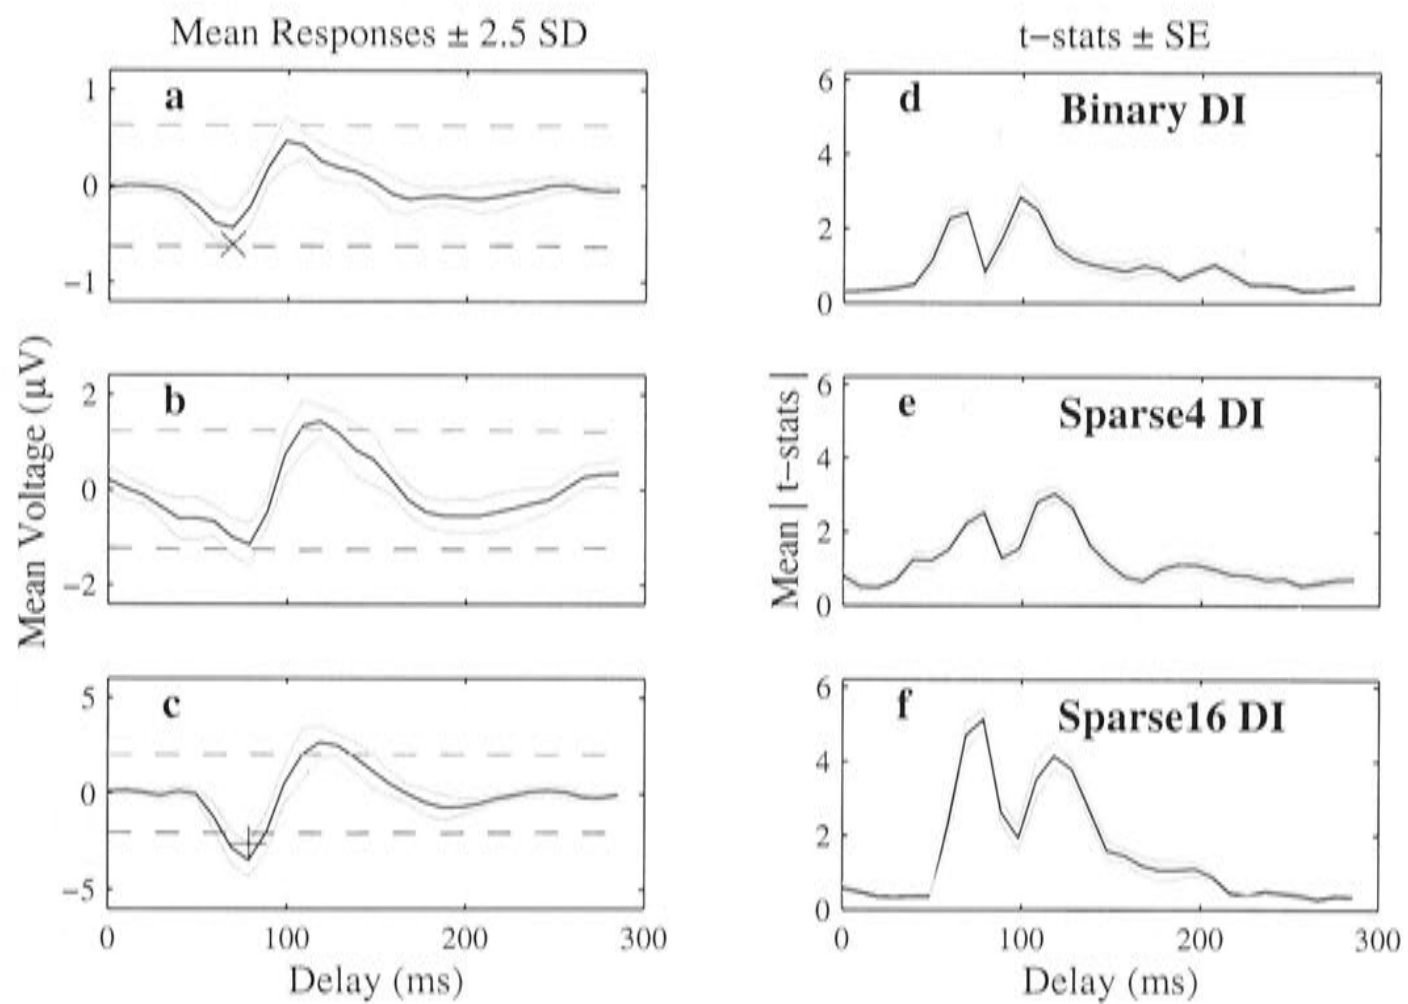 Mean Responses ± 2.5 SD
t−stats ± SE
1
0
−1
a
6
4
2
0
d
Binary DI
Mean Voltage (µV)
2
0
−2
b
Mean | t−stats |
6
4
2
0
e
Sparse4 DI
5
0
−5
c
0
100
200
300
Delay (ms)
6
4
2
0
f
Sparse16 DI
0
100
200
300
Delay (ms)